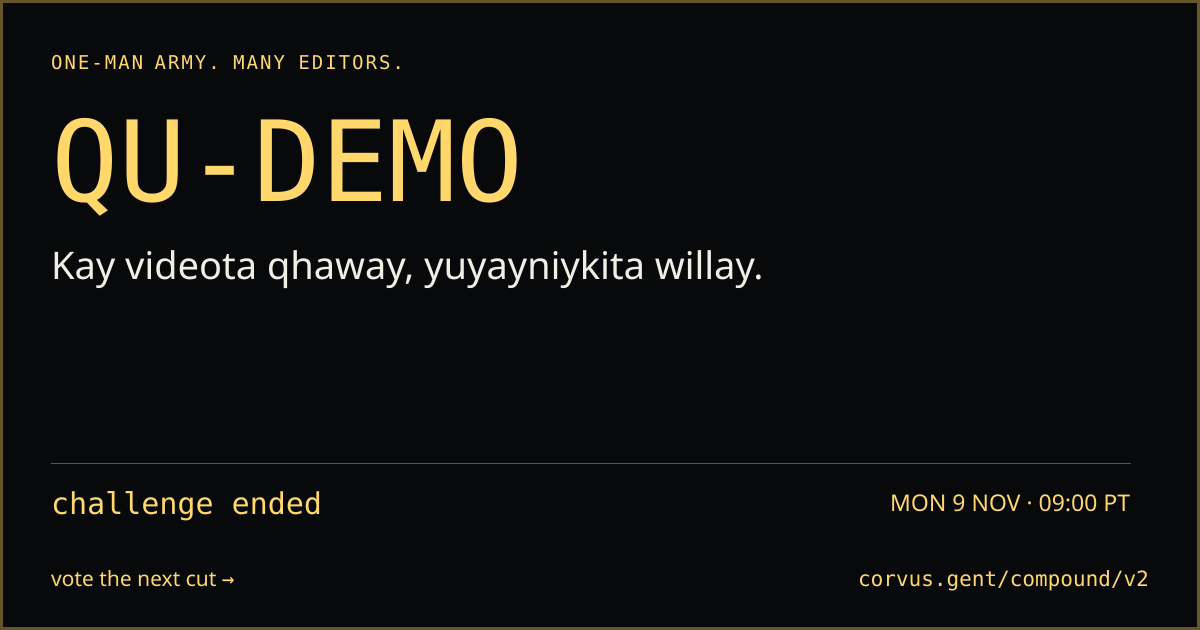 ONE-MAN ARMY. MANY EDITORS.
QU-DEMO
Kay videota qhaway, yuyayniykita willay.
challenge ended
MON 9 NOV · 09:00 PT
vote the next cut →
corvus.gent/compound/v2